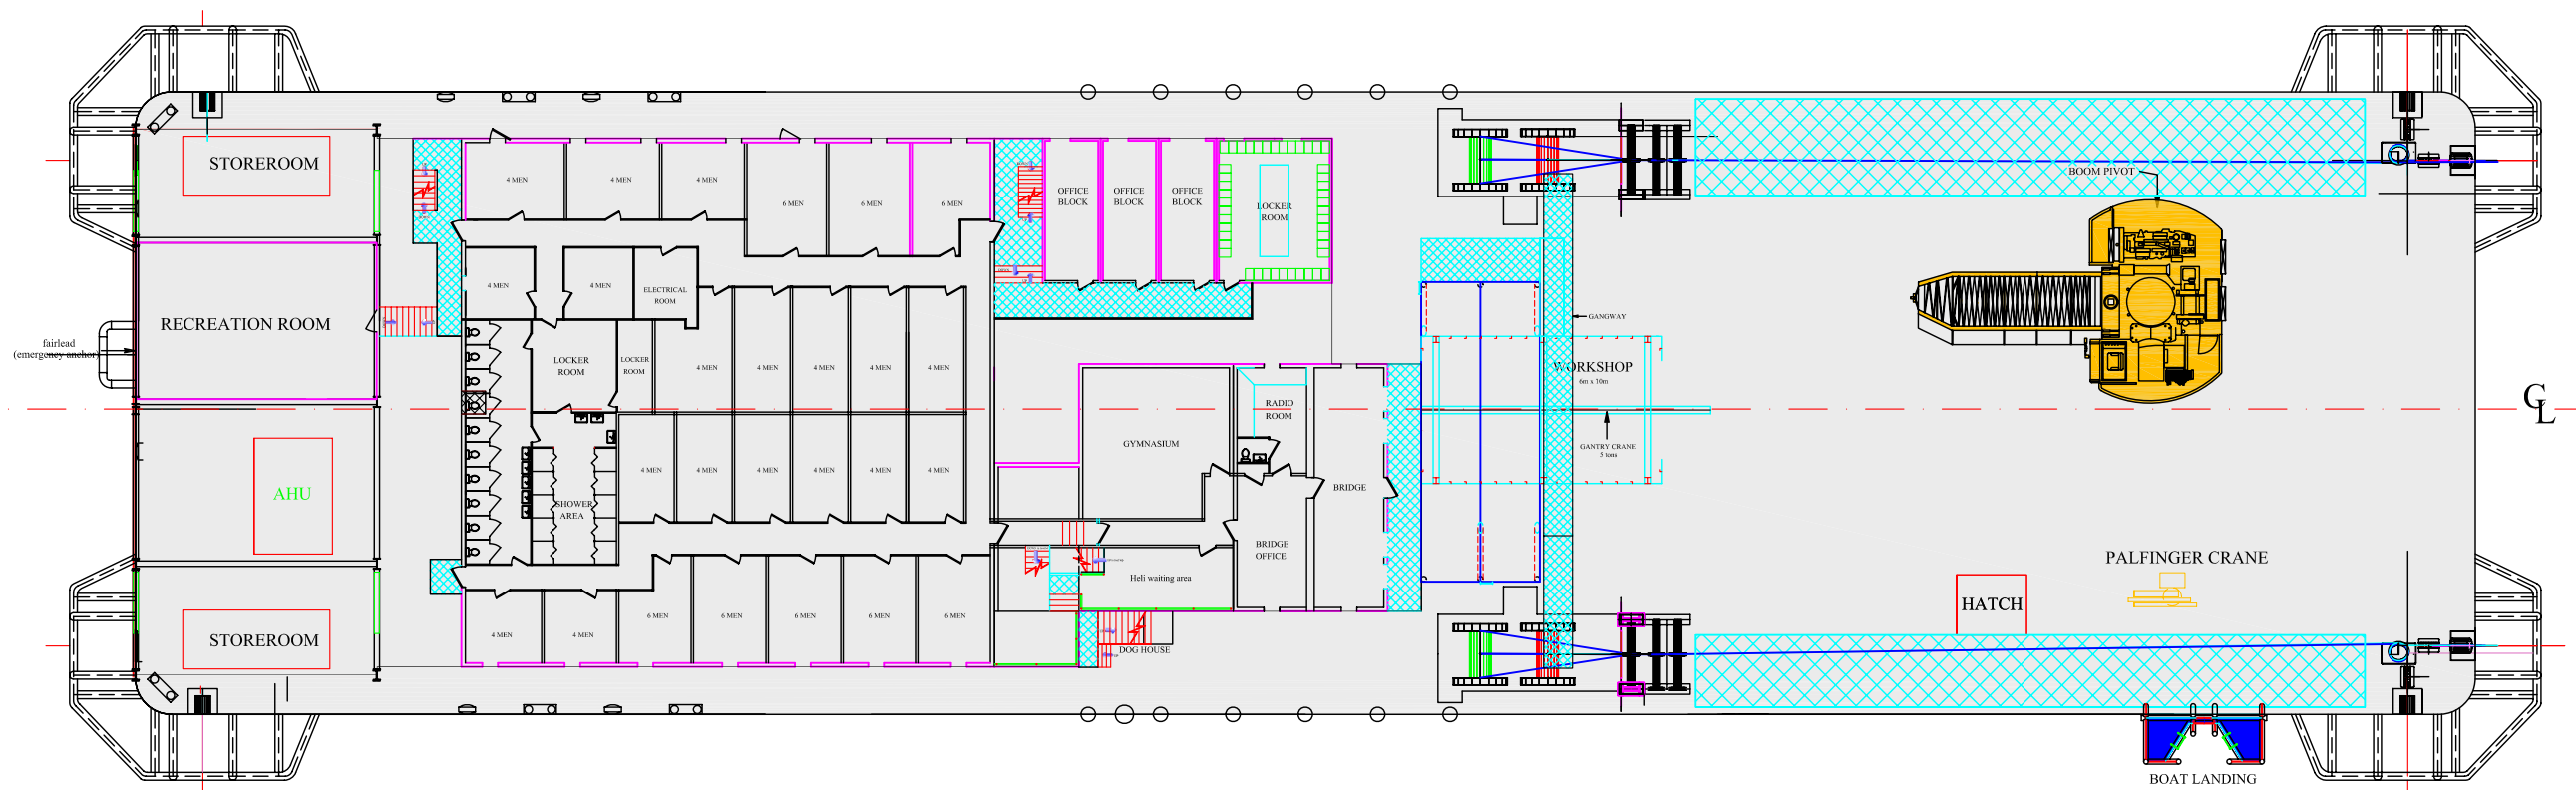 STOREROOM
BOOM PIVOT
4 MEN
4 MEN
4 MEN
6 MEN
6 MEN
6 MEN
OFFICE
BLOCK
OFFICE
BLOCK
OFFICE
BLOCK
LOCKER
ROOM
4 MEN
4 MEN
ELECTRICAL
ROOM
RECREATION ROOM
GANGWAY
fairlead
(emergency anchor)
LOCKER
ROOM
LOCKER
ROOM
4 MEN
4 MEN
4 MEN
4 MEN
4 MEN
WORKSHOP
6m x 10m
RADIO
ROOM
CL
GYMNASIUM
GANTRY CRANE
5 tons
4 MEN
4 MEN
4 MEN
4 MEN
4 MEN
4 MEN
BRIDGE
AHU
SHOWER
AREA
BRIDGE
OFFICE
PALFINGER CRANE
Heli waiting area
HATCH
6 MEN
6 MEN
6 MEN
6 MEN
6 MEN
4 MEN
4 MEN
STOREROOM
DOG HOUSE
BOAT LANDING